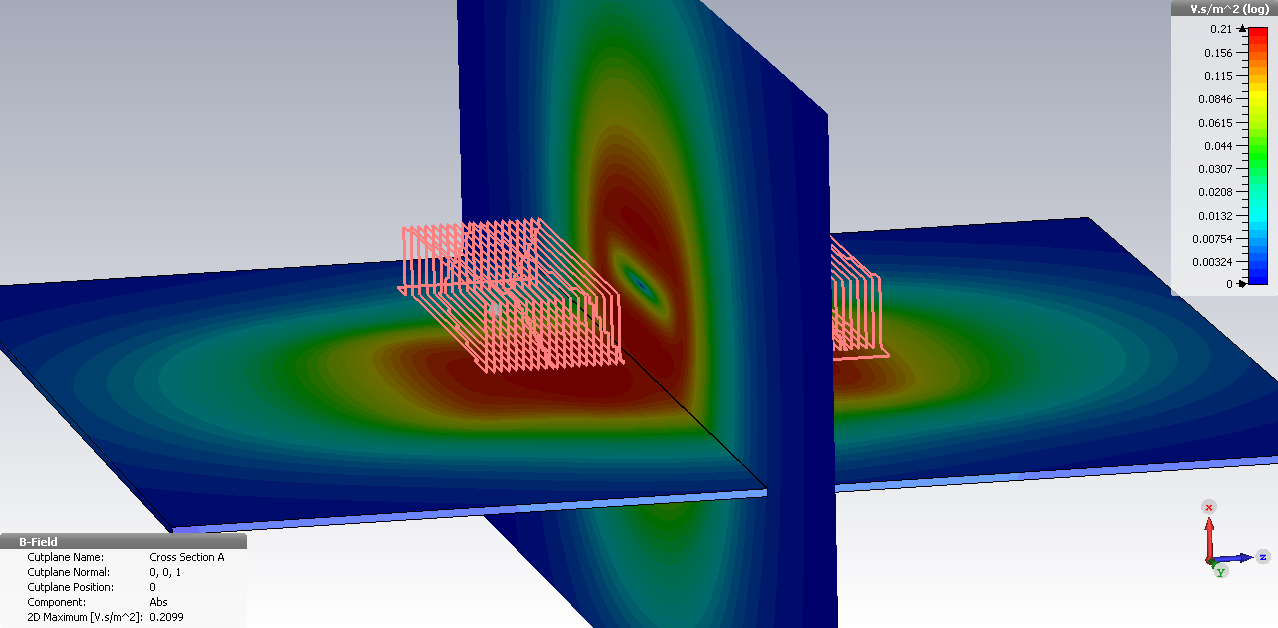 V.s/m^2 (log)
0.21
0.156
0.115
0.0846
0.0615
0.044
0.0307
0.0208
0.0132
0.00754
0.00324
0
x
z
y
B-Field
Cutplane Name: Cross Section A
Cutplane Normal: 0, 0, 1
Cutplane Position: 0
Component: Abs
2D Maximum [V.s/m^2]: 0.2099